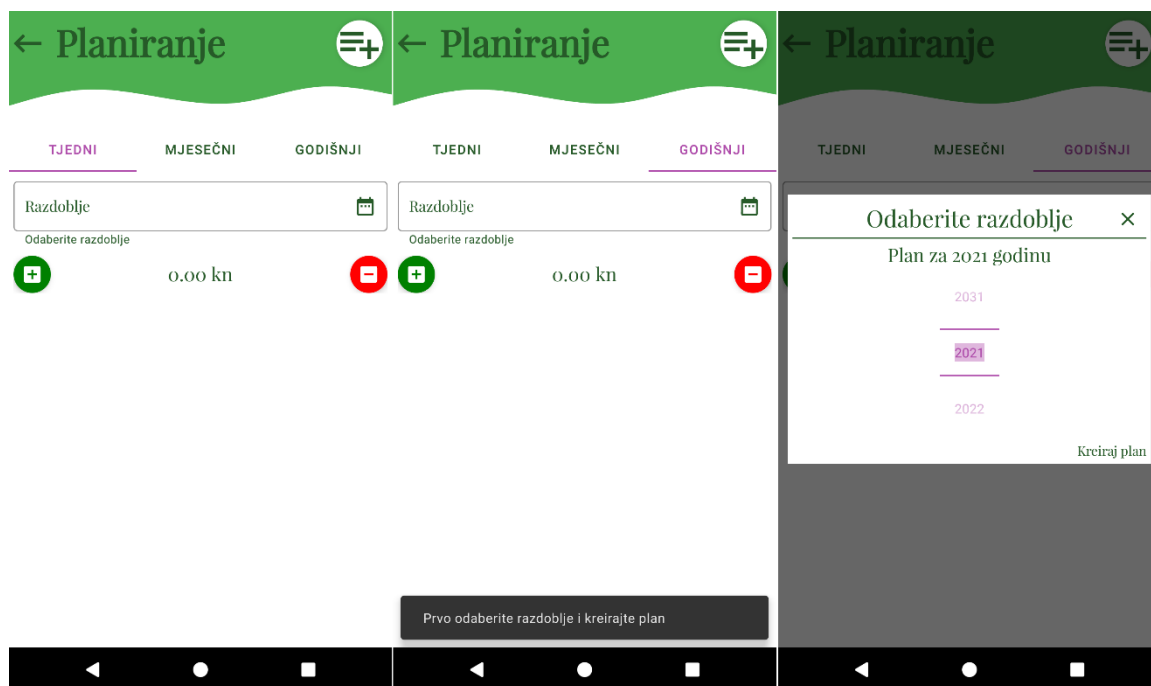 Planiranje
TJEDNI MJESEČNI GODIŠNJI
Razdoblje
Odaberite razdoblje
0.00 kn
Planiranje
TJEDNI MJESEČNI GODIŠNJI
Razdoblje
Odaberite razdoblje
0.00 kn
Prvo odaberite razdoblje i kreirajte plan
Planiranje
TJEDNI MJESEČNI GODIŠNJI
Odaberite razdoblje
Plan za 2021 godinu
2031
2021
2022
Kreiraj plan